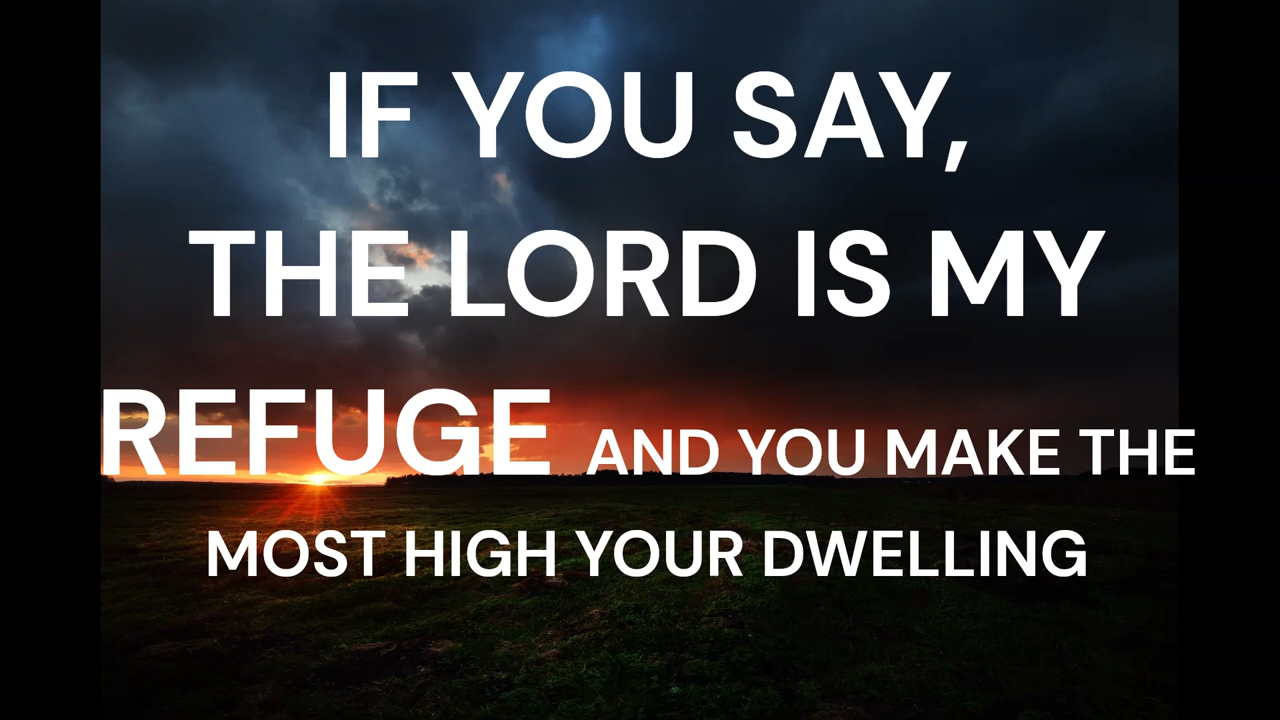 IF YOU SAY,
THE LORD IS MY
REFUGE AND YOU MAKE THE
MOST HIGH YOUR DWELLING